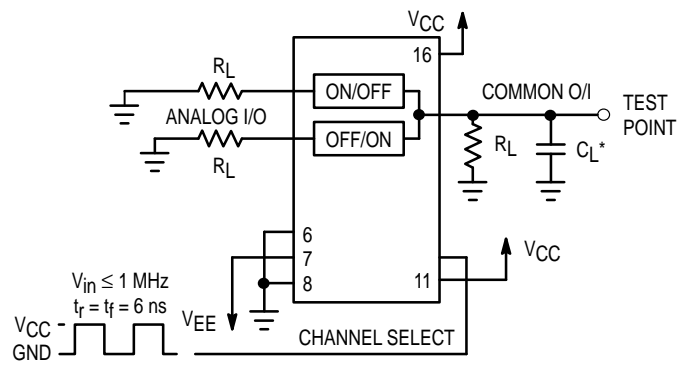 VCC
16
RL
ON/OFF
COMMON O/I
TEST
POINT
ANALOG I/O
OFF/ON
RL
RL
CL*
6
7
8
11
VCC
Vin ≤ 1 MHz
tr = tf = 6 ns
VEE
VCC
GND
CHANNEL SELECT